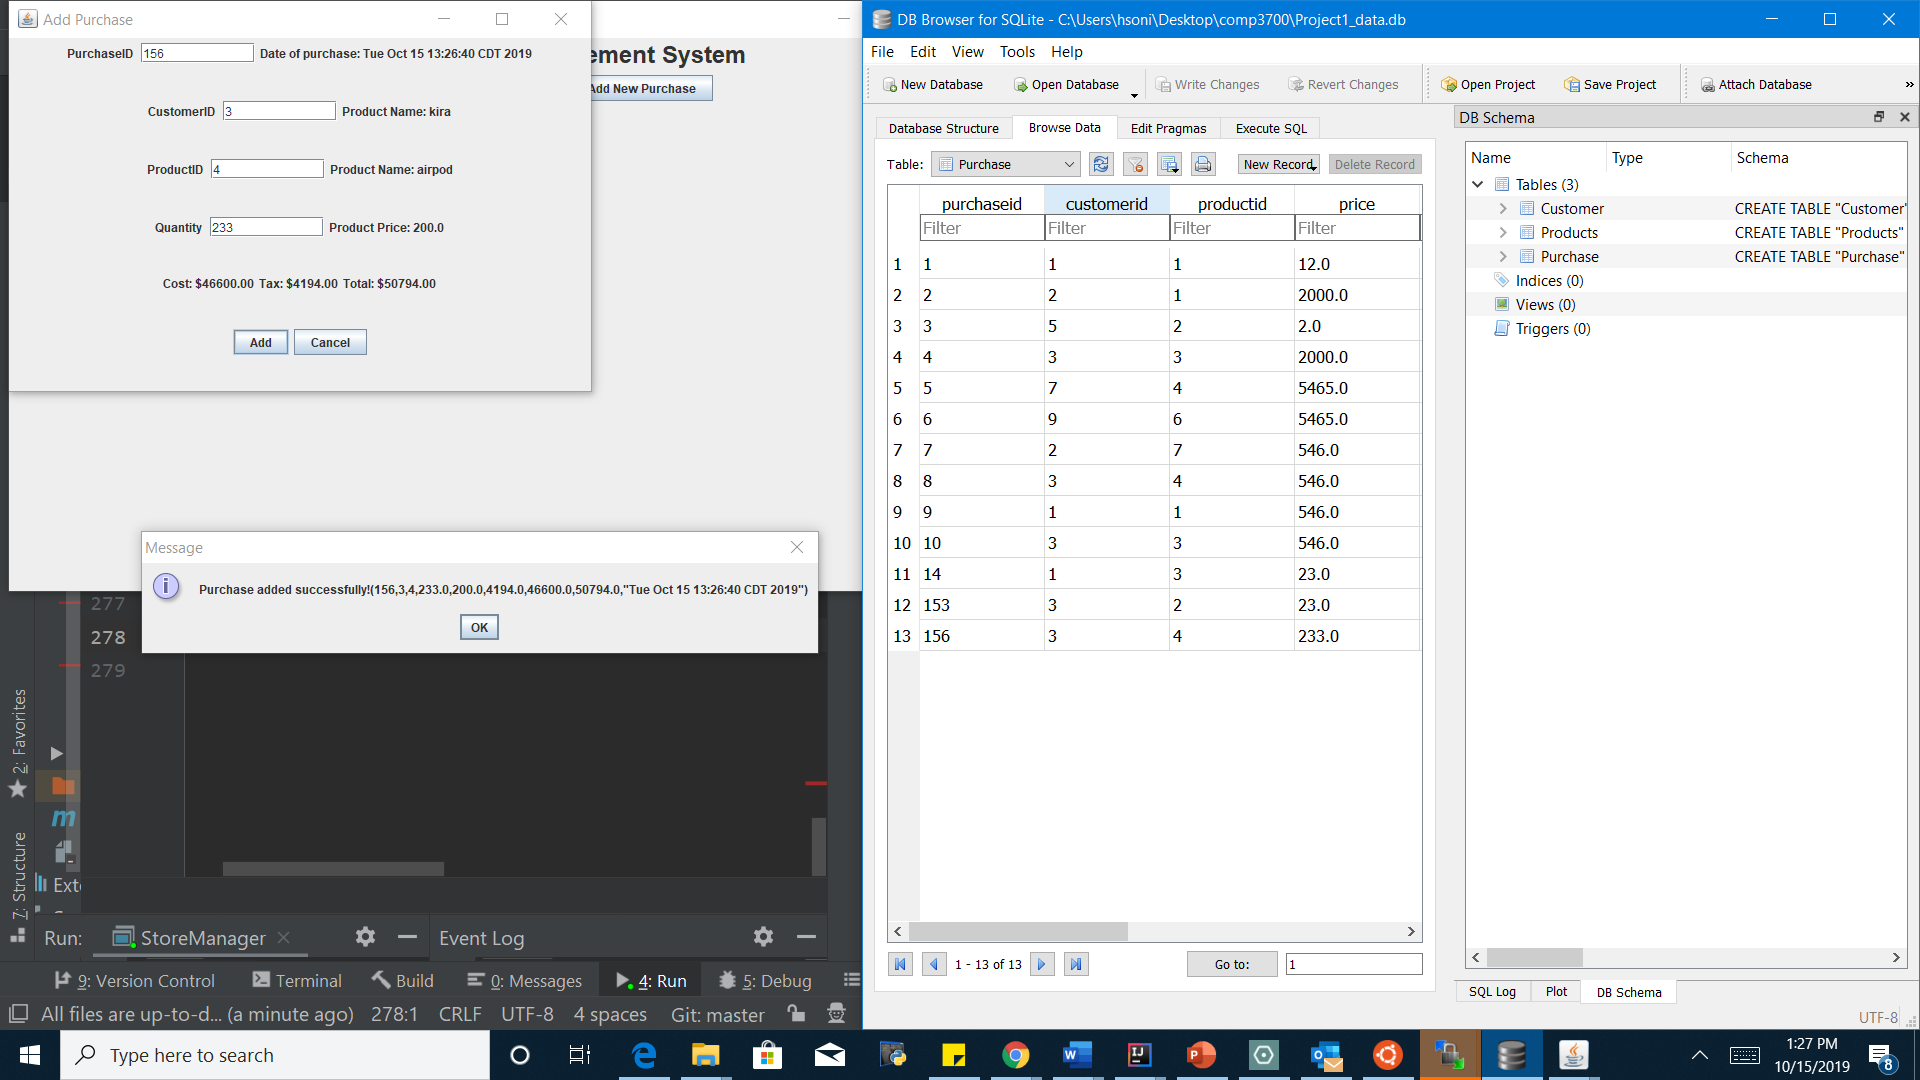 Add Purchase
PurchaseID 156 Date of purchase: Tue Oct 15 13:26:40 CDT 2019
CustomerID 3 Product Name: kira
ProductID 4 Product Name: airpod
Quantity 233 Product Price: 200.0
Cost: $46600.00 Tax: $4194.00 Total: $50794.00
Add Cancel
ement System
Add New Purchase
Message
Purchase added successfully!(156,3,4,233.0,200.0,4194.0,46600.0,50794.0,"Tue Oct 15 13:26:40 CDT 2019")
OK
277
278
279
2: Favorites
7: Structure
Exte
Run: StoreManager Event Log
9: Version Control Terminal Build 0: Messages 4: Run 5: Debug
All files are up-to-d... (a minute ago) 278:1 CRLF UTF-8 4 spaces Git: master
DB Browser for SQLite - C:\Users\hsoni\Desktop\comp3700\Project1_data.db
File Edit View Tools Help
New Database Open Database Write Changes Revert Changes Open Project Save Project Attach Database »
Database Structure Browse Data Edit Pragmas Execute SQL
Table: Purchase New Record Delete Record
purchaseid customerid productid price
Filter Filter Filter Filter
1 1 1 1 12.0
2 2 2 1 2000.0
3 3 5 2 2.0
4 4 3 3 2000.0
5 5 7 4 5465.0
6 6 9 6 5465.0
7 7 2 7 546.0
8 8 3 4 546.0
9 9 1 1 546.0
10 10 3 3 546.0
11 14 1 3 23.0
12 153 3 2 23.0
13 156 3 4 233.0
1 - 13 of 13 Go to: 1
DB Schema
Name Type Schema
Tables (3)
Customer CREATE TABLE "Customer"
Products CREATE TABLE "Products"
Purchase CREATE TABLE "Purchase"
Indices (0)
Views (0)
Triggers (0)
SQL Log Plot DB Schema
UTF-8
Type here to search
1:27 PM
10/15/2019
8